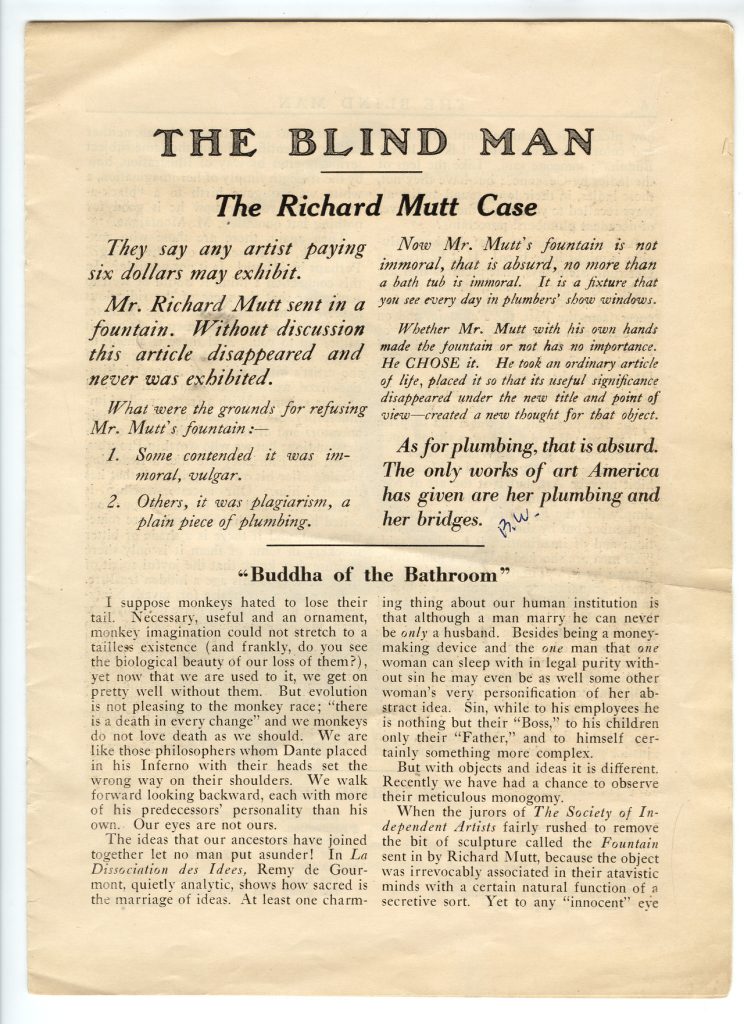 THE BLIND MAN
The Richard Mutt Case
They say any artist paying
six dollars may exhibit.
Mr. Richard Mutt sent in a
fountain. Without discussion
this article disappeared and
never was exhibited.
What were the grounds for refusing
Mr. Mutt's fountain:—
1. Some contended it was im-
moral, vulgar.
2. Others, it was plagiarism, a
plain piece of plumbing.
Now Mr. Mutt's fountain is not
immoral, that is absurd, no more than
a bath tub is immoral. It is a fixture that
you see every day in plumbers' show windows.
Whether Mr. Mutt with his own hands
made the fountain or not has no importance.
He CHOSE it. He took an ordinary article
of life, placed it so that its useful significance
disappeared under the new title and point of
view—created a new thought for that object.
As for plumbing, that is absurd.
The only works of art America
has given are her plumbing and
her bridges.
B.W.
"Buddha of the Bathroom"
I suppose monkeys hated to lose their
tail. Necessary, useful and an ornament,
monkey imagination could not stretch to a
tailless existence (and frankly, do you see
the biological beauty of our loss of them?),
yet now that we are used to it, we get on
pretty well without them. But evolution
is not pleasing to the monkey race; "there
is a death in every change" and we monkeys
do not love death as we should. We are
like those philosophers whom Dante placed
in his Inferno with their heads set the
wrong way on their shoulders. We walk
forward looking backward, each with more
of his predecessors' personality than his
own. Our eyes are not ours.
The ideas that our ancestors have joined
together let no man put asunder! In La
Dissociation des Idees, Remy de Gour-
mont, quietly analytic, shows how sacred is
the marriage of ideas. At least one charm-
ing thing about our human institution is
that although a man marry he can never
be only a husband. Besides being a money-
making device and the one man that one
woman can sleep with in legal purity with-
out sin he may even be as well some other
woman's very personification of her ab-
stract idea. Sin, while to his employees he
is nothing but their "Boss," to his children
only their "Father," and to himself cer-
tainly something more complex.
But with objects and ideas it is different.
Recently we have had a chance to observe
their meticulous monogomy.
When the jurors of The Society of In-
dependent Artists fairly rushed to remove
the bit of sculpture called the Fountain
sent in by Richard Mutt, because the object
was irrevocably associated in their atavistic
minds with a certain natural function of a
secretive sort. Yet to any "innocent" eye